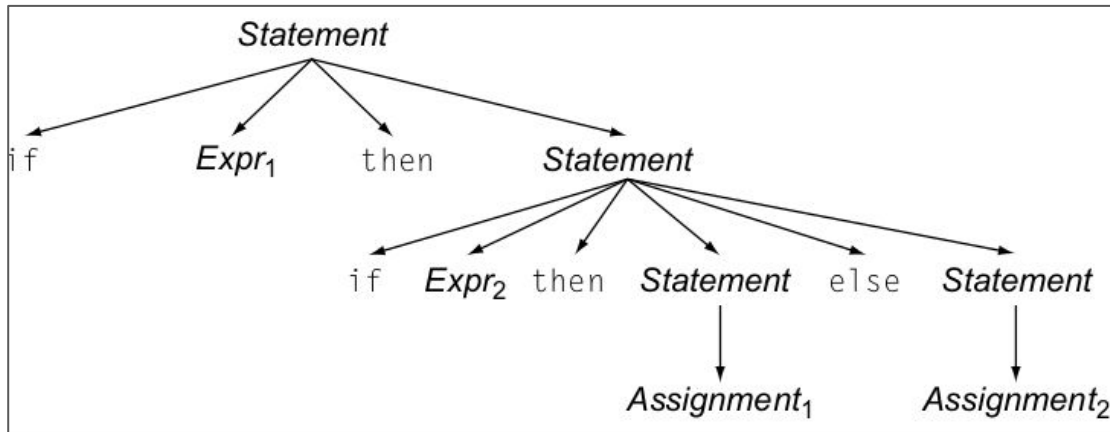 Statement
if Expr₁ then Statement
if Expr₂ then Statement else Statement
Assignment₁ Assignment₂